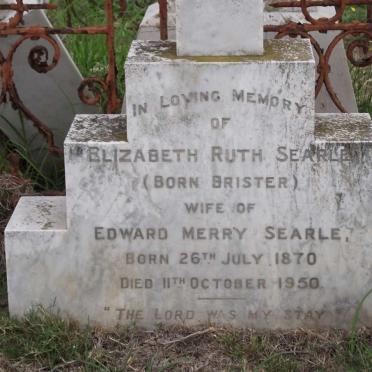 In Loving Memory
of
Elizabeth Ruth Searle
(Born Brister)
wife of
Edward Merry Searle,
Born 26th July 1870
Died 11th October 1950.
"The Lord was my stay"